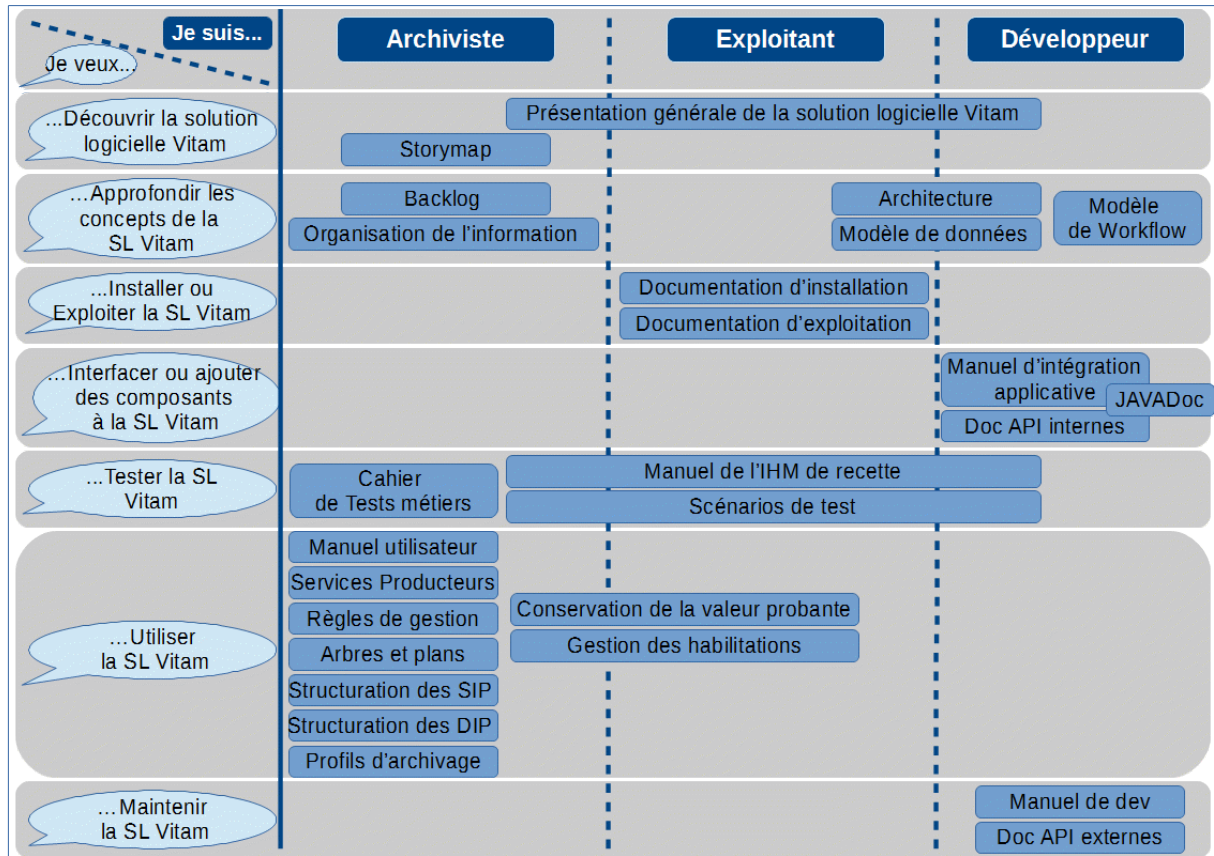 Je suis...
Archiviste
Exploitant
Développeur
Je veux...
...Découvrir la solution
logicielle Vitam
Présentation générale de la solution logicielle Vitam
Storymap
...Approfondir les
concepts de la
SL Vitam
Backlog
Organisation de l'information
Architecture
Modèle de données
Modèle
de Workflow
...Installer ou
Exploiter la SL Vitam
Documentation d'installation
Documentation d'exploitation
...Interfacer ou ajouter
des composants
à la SL Vitam
Manuel d'intégration
applicative
JAVADoc
Doc API internes
...Tester la SL
Vitam
Cahier
de Tests métiers
Manuel de l'IHM de recette
Scénarios de test
...Utiliser
la SL Vitam
Manuel utilisateur
Services Producteurs
Règles de gestion
Arbres et plans
Structuration des SIP
Structuration des DIP
Profils d'archivage
Conservation de la valeur probante
Gestion des habilitations
...Maintenir
la SL Vitam
Manuel de dev
Doc API externes